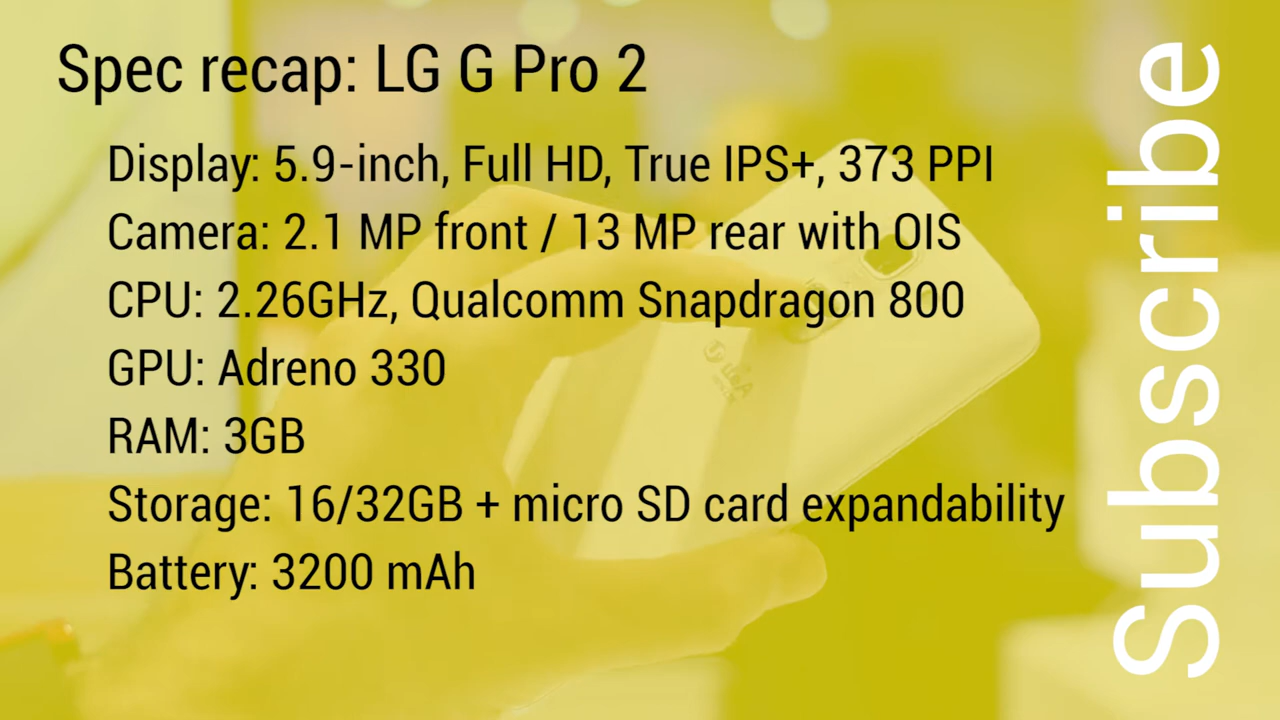 Spec recap: LG G Pro 2
Display: 5.9-inch, Full HD, True IPS+, 373 PPI
Camera: 2.1 MP front / 13 MP rear with OIS
CPU: 2.26GHz, Qualcomm Snapdragon 800
GPU: Adreno 330
RAM: 3GB
Storage: 16/32GB + micro SD card expandability
Battery: 3200 mAh
Subscribe